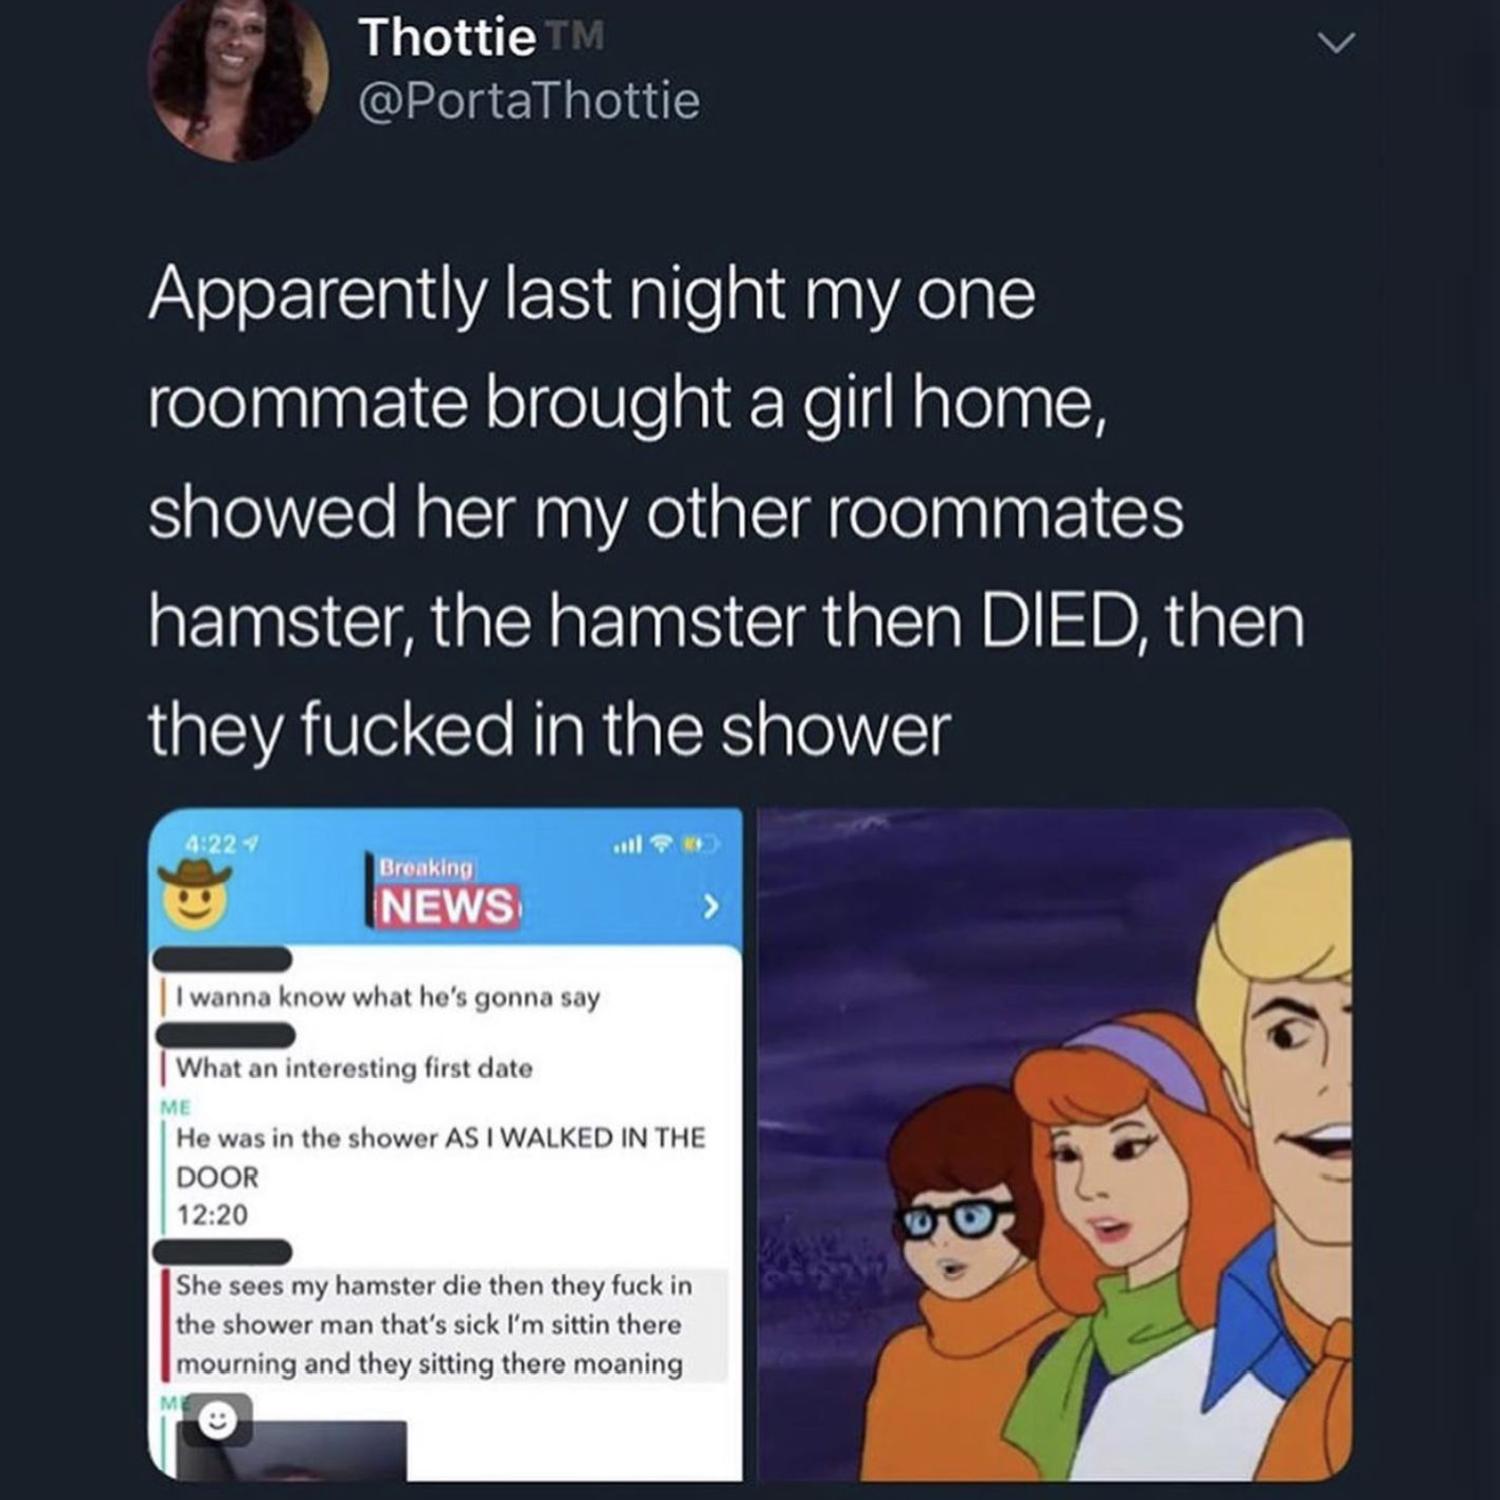 Thottie TM
@PortaThottie
Apparently last night my one
roommate brought a girl home,
showed her my other roommates
hamster, the hamster then DIED, then
they fucked in the shower
4:22
Breaking
NEWS
I wanna know what he's gonna say
What an interesting first date
ME
He was in the shower AS I WALKED IN THE
DOOR
12:20
She sees my hamster die then they fuck in
the shower man that's sick I'm sittin there
mourning and they sitting there moaning
ME